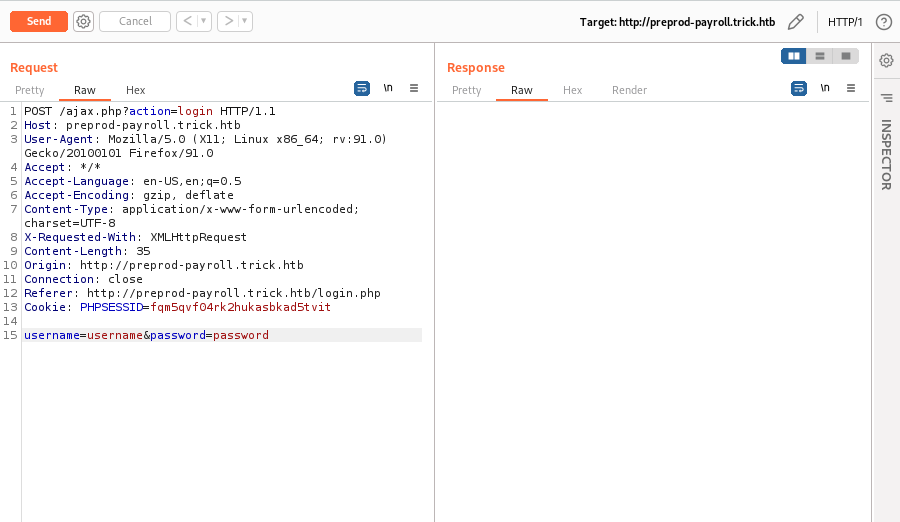 Send
Cancel
<
>
Target: http://preprod-payroll.trick.htb
HTTP/1
?
Request
Response
Pretty
Raw
Hex
\n
Pretty
Raw
Hex
Render
\n
INSPECTOR
1 POST /ajax.php?action=login HTTP/1.1
2 Host: preprod-payroll.trick.htb
3 User-Agent: Mozilla/5.0 (X11; Linux x86_64; rv:91.0)
Gecko/20100101 Firefox/91.0
4 Accept: */*
5 Accept-Language: en-US,en;q=0.5
6 Accept-Encoding: gzip, deflate
7 Content-Type: application/x-www-form-urlencoded;
charset=UTF-8
8 X-Requested-With: XMLHttpRequest
9 Content-Length: 35
10 Origin: http://preprod-payroll.trick.htb
11 Connection: close
12 Referer: http://preprod-payroll.trick.htb/login.php
13 Cookie: PHPSESSID=fqm5qvf04rk2hukasbkad5tvit
14
15 username=username&password=password